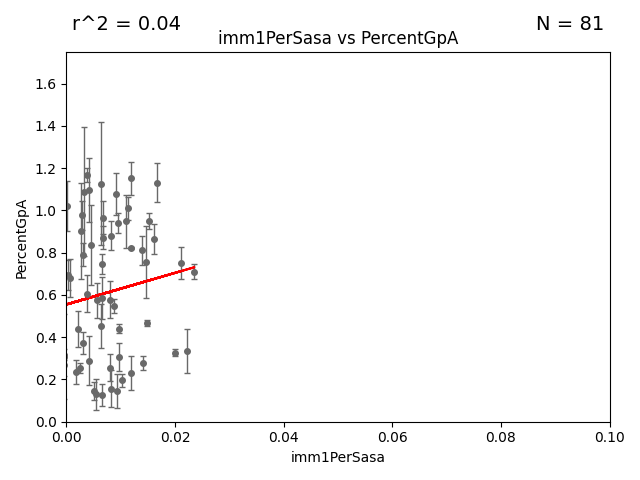 r^2 = 0.04
N = 81
imm1PerSasa vs PercentGpA
PercentGpA
1.6
1.4
1.2
1.0
0.8
0.6
0.4
0.2
0.0
0.00 0.02 0.04 0.06 0.08 0.10
imm1PerSasa